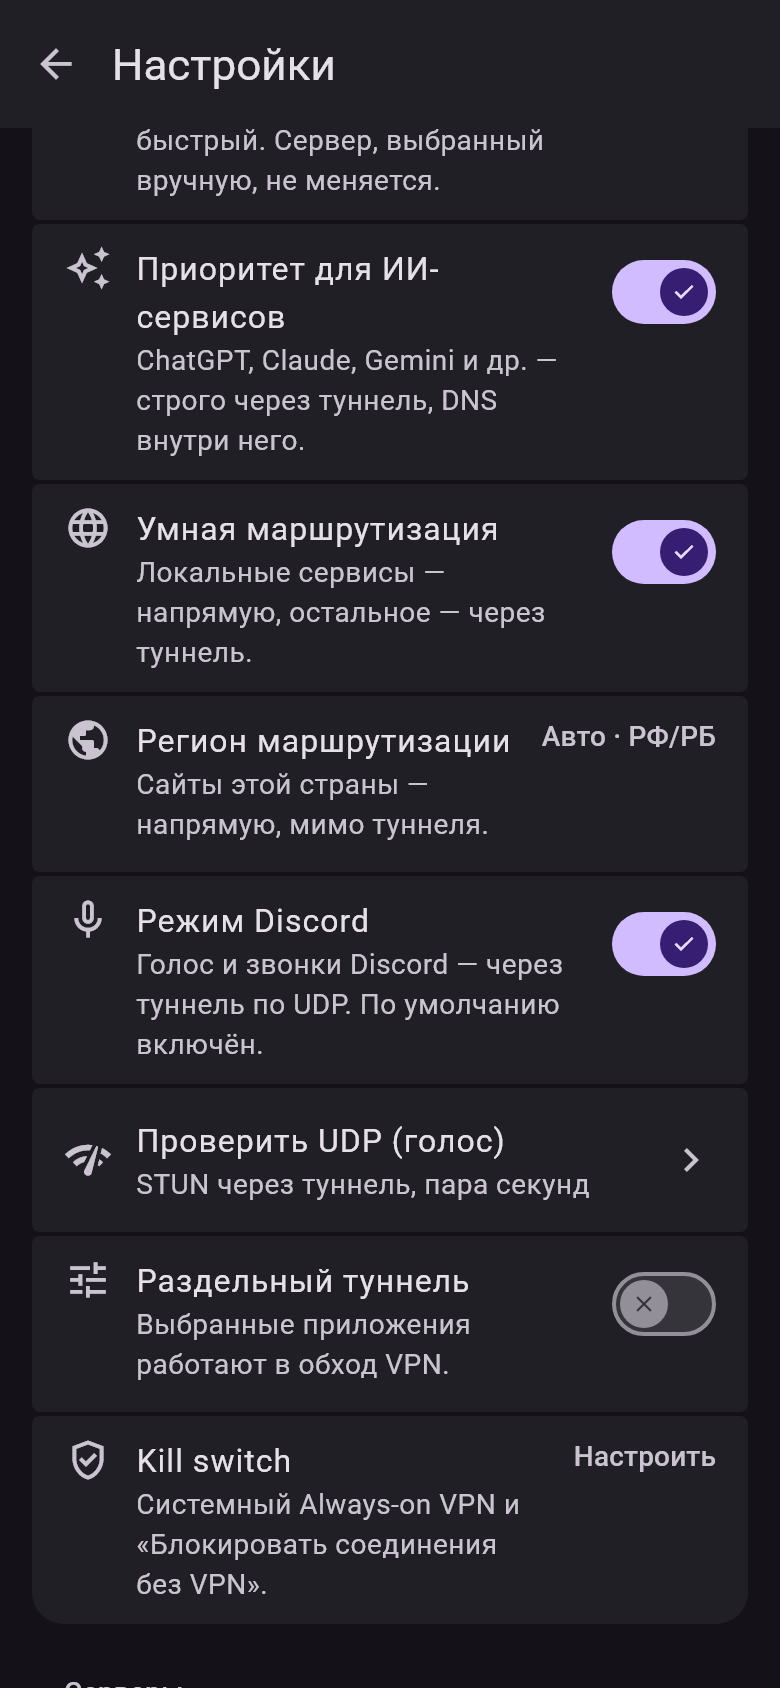 Настройки
быстрый. Сервер, выбранный
вручную, не меняется.
Приоритет для ИИ-
сервисов
ChatGPT, Claude, Gemini и др. —
строго через туннель, DNS
внутри него.
Умная маршрутизация
Локальные сервисы —
напрямую, остальное — через
туннель.
Регион маршрутизации
Авто · РФ/РБ
Сайты этой страны —
напрямую, мимо туннеля.
Режим Discord
Голос и звонки Discord — через
туннель по UDP. По умолчанию
включён.
Проверить UDP (голос)
STUN через туннель, пара секунд
Раздельный туннель
Выбранные приложения
работают в обход VPN.
Kill switch
Настроить
Системный Always-on VPN и
«Блокировать соединения
без VPN».